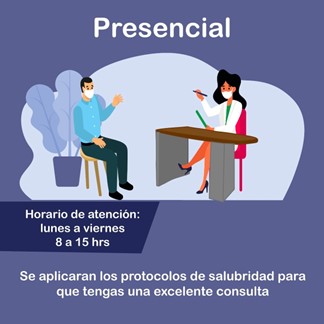 Presencial
Horario de atención:
lunes a viernes
8 a 15 hrs
Se aplicaran los protocolos de salubridad para
que tengas una excelente consulta